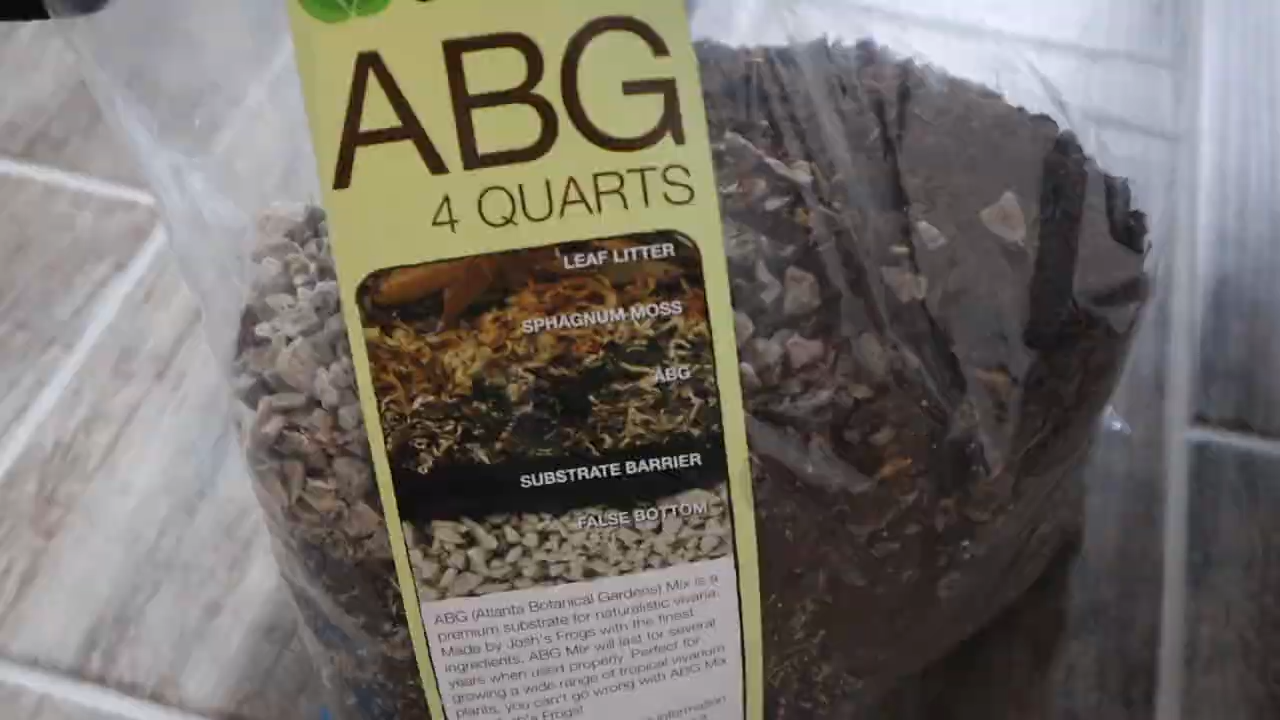 ABG
4 QUARTS
LEAF LITTER
SPHAGNUM MOSS
ABG
SUBSTRATE BARRIER
FALSE BOTTOM
ABG (Atlanta Botanical Gardens) Mix is a
premium substrate for naturalistic vivaria.
Made by Josh's Frogs with the finest
ingredients, ABG Mix will last for several
years when used properly. Perfect for
growing a wide range of tropical vivarium
plants, you can't go wrong with ABG Mix
Frogs!
information